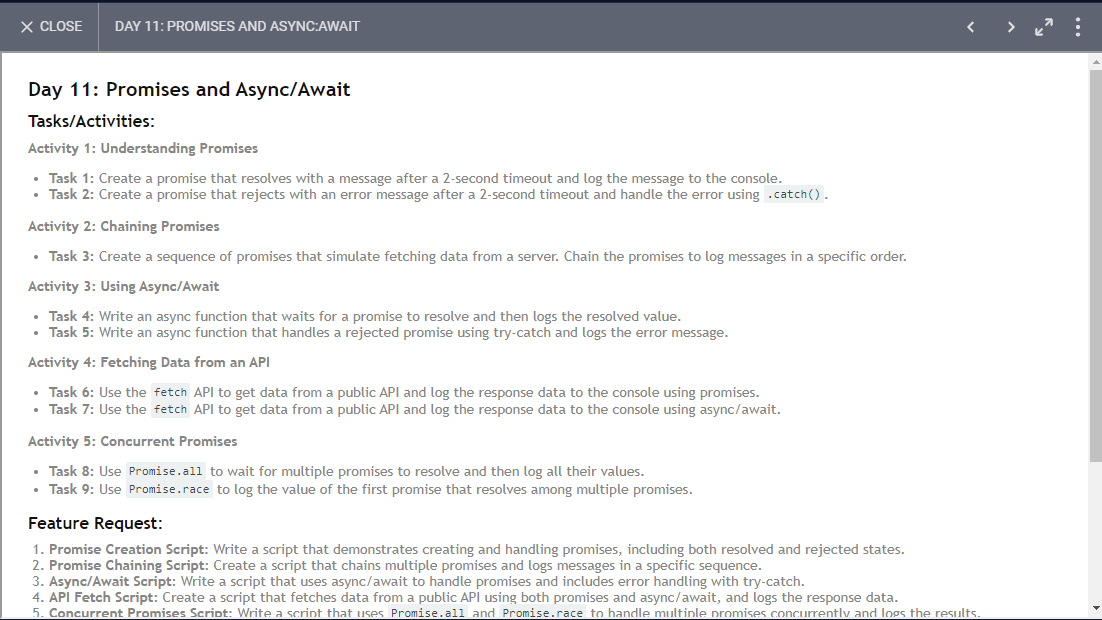 CLOSE
DAY 11: PROMISES AND ASYNC:AWAIT
Day 11: Promises and Async/Await
Tasks/Activities:
Activity 1: Understanding Promises
• Task 1: Create a promise that resolves with a message after a 2-second timeout and log the message to the console.
• Task 2: Create a promise that rejects with an error message after a 2-second timeout and handle the error using .catch().
Activity 2: Chaining Promises
• Task 3: Create a sequence of promises that simulate fetching data from a server. Chain the promises to log messages in a specific order.
Activity 3: Using Async/Await
• Task 4: Write an async function that waits for a promise to resolve and then logs the resolved value.
• Task 5: Write an async function that handles a rejected promise using try-catch and logs the error message.
Activity 4: Fetching Data from an API
• Task 6: Use the fetch API to get data from a public API and log the response data to the console using promises.
• Task 7: Use the fetch API to get data from a public API and log the response data to the console using async/await.
Activity 5: Concurrent Promises
• Task 8: Use Promise.all to wait for multiple promises to resolve and then log all their values.
• Task 9: Use Promise.race to log the value of the first promise that resolves among multiple promises.
Feature Request:
1. Promise Creation Script: Write a script that demonstrates creating and handling promises, including both resolved and rejected states.
2. Promise Chaining Script: Create a script that chains multiple promises and logs messages in a specific sequence.
3. Async/Await Script: Write a script that uses async/await to handle promises and includes error handling with try-catch.
4. API Fetch Script: Create a script that fetches data from a public API using both promises and async/await, and logs the response data.
5. Concurrent Promises Script: Write a script that uses Promise.all and Promise.race to handle multiple promises concurrently and logs the results.